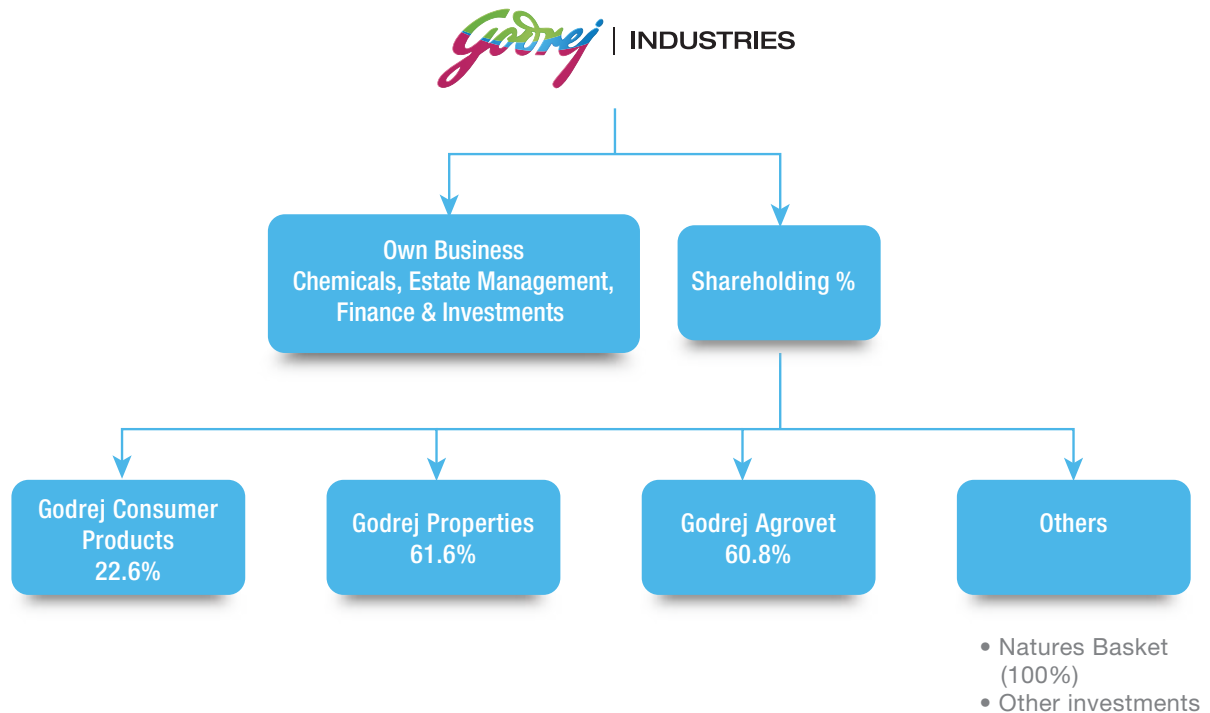 Godrej | INDUSTRIES
Own Business
Chemicals, Estate Management,
Finance & Investments
Shareholding %
Godrej Consumer
Products
22.6%
Godrej Properties
61.6%
Godrej Agrovet
60.8%
Others
• Natures Basket
(100%)
• Other investments